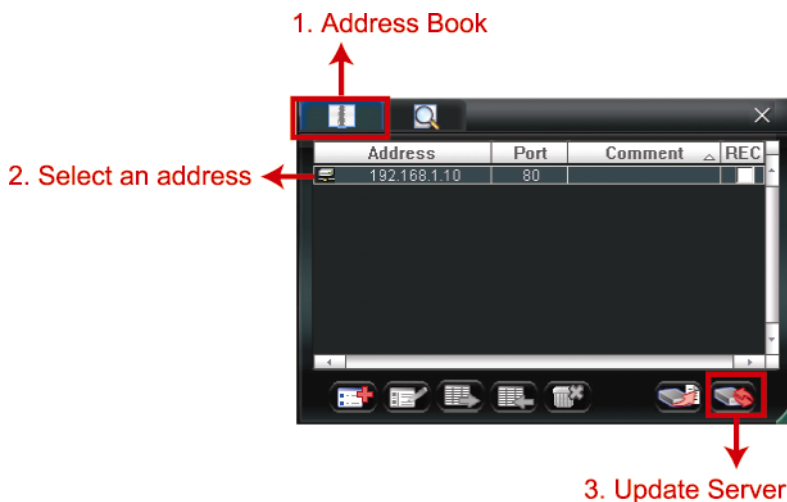 1. Address Book
Address Port Comment REC
2. Select an address
192.168.1.10 80
3. Update Server